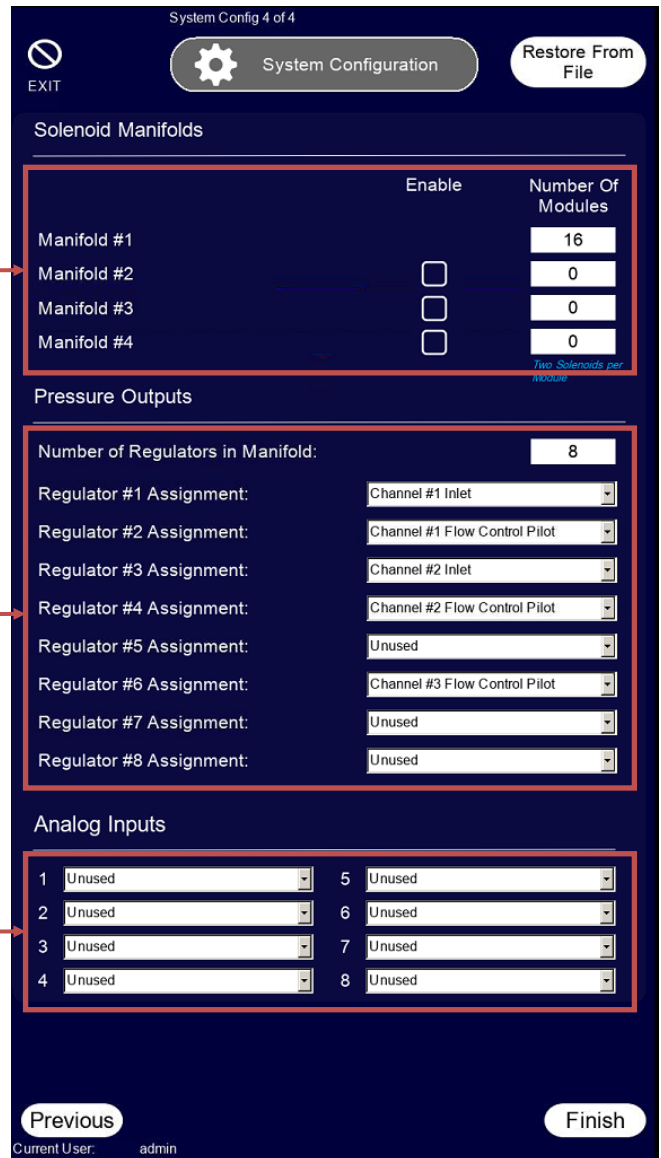 System Config 4 of 4
EXIT
System Configuration
Restore From
File
Solenoid Manifolds
Enable
Number Of
Modules
Manifold #1 16
Manifold #2 0
Manifold #3 0
Manifold #4 0
Two Solenoids per
Module
Pressure Outputs
Number of Regulators in Manifold: 8
Regulator #1 Assignment: Channel #1 Inlet
Regulator #2 Assignment: Channel #1 Flow Control Pilot
Regulator #3 Assignment: Channel #2 Inlet
Regulator #4 Assignment: Channel #2 Flow Control Pilot
Regulator #5 Assignment: Unused
Regulator #6 Assignment: Channel #3 Flow Control Pilot
Regulator #7 Assignment: Unused
Regulator #8 Assignment: Unused
Analog Inputs
1 Unused 5 Unused
2 Unused 6 Unused
3 Unused 7 Unused
4 Unused 8 Unused
Previous Finish
Current User: admin